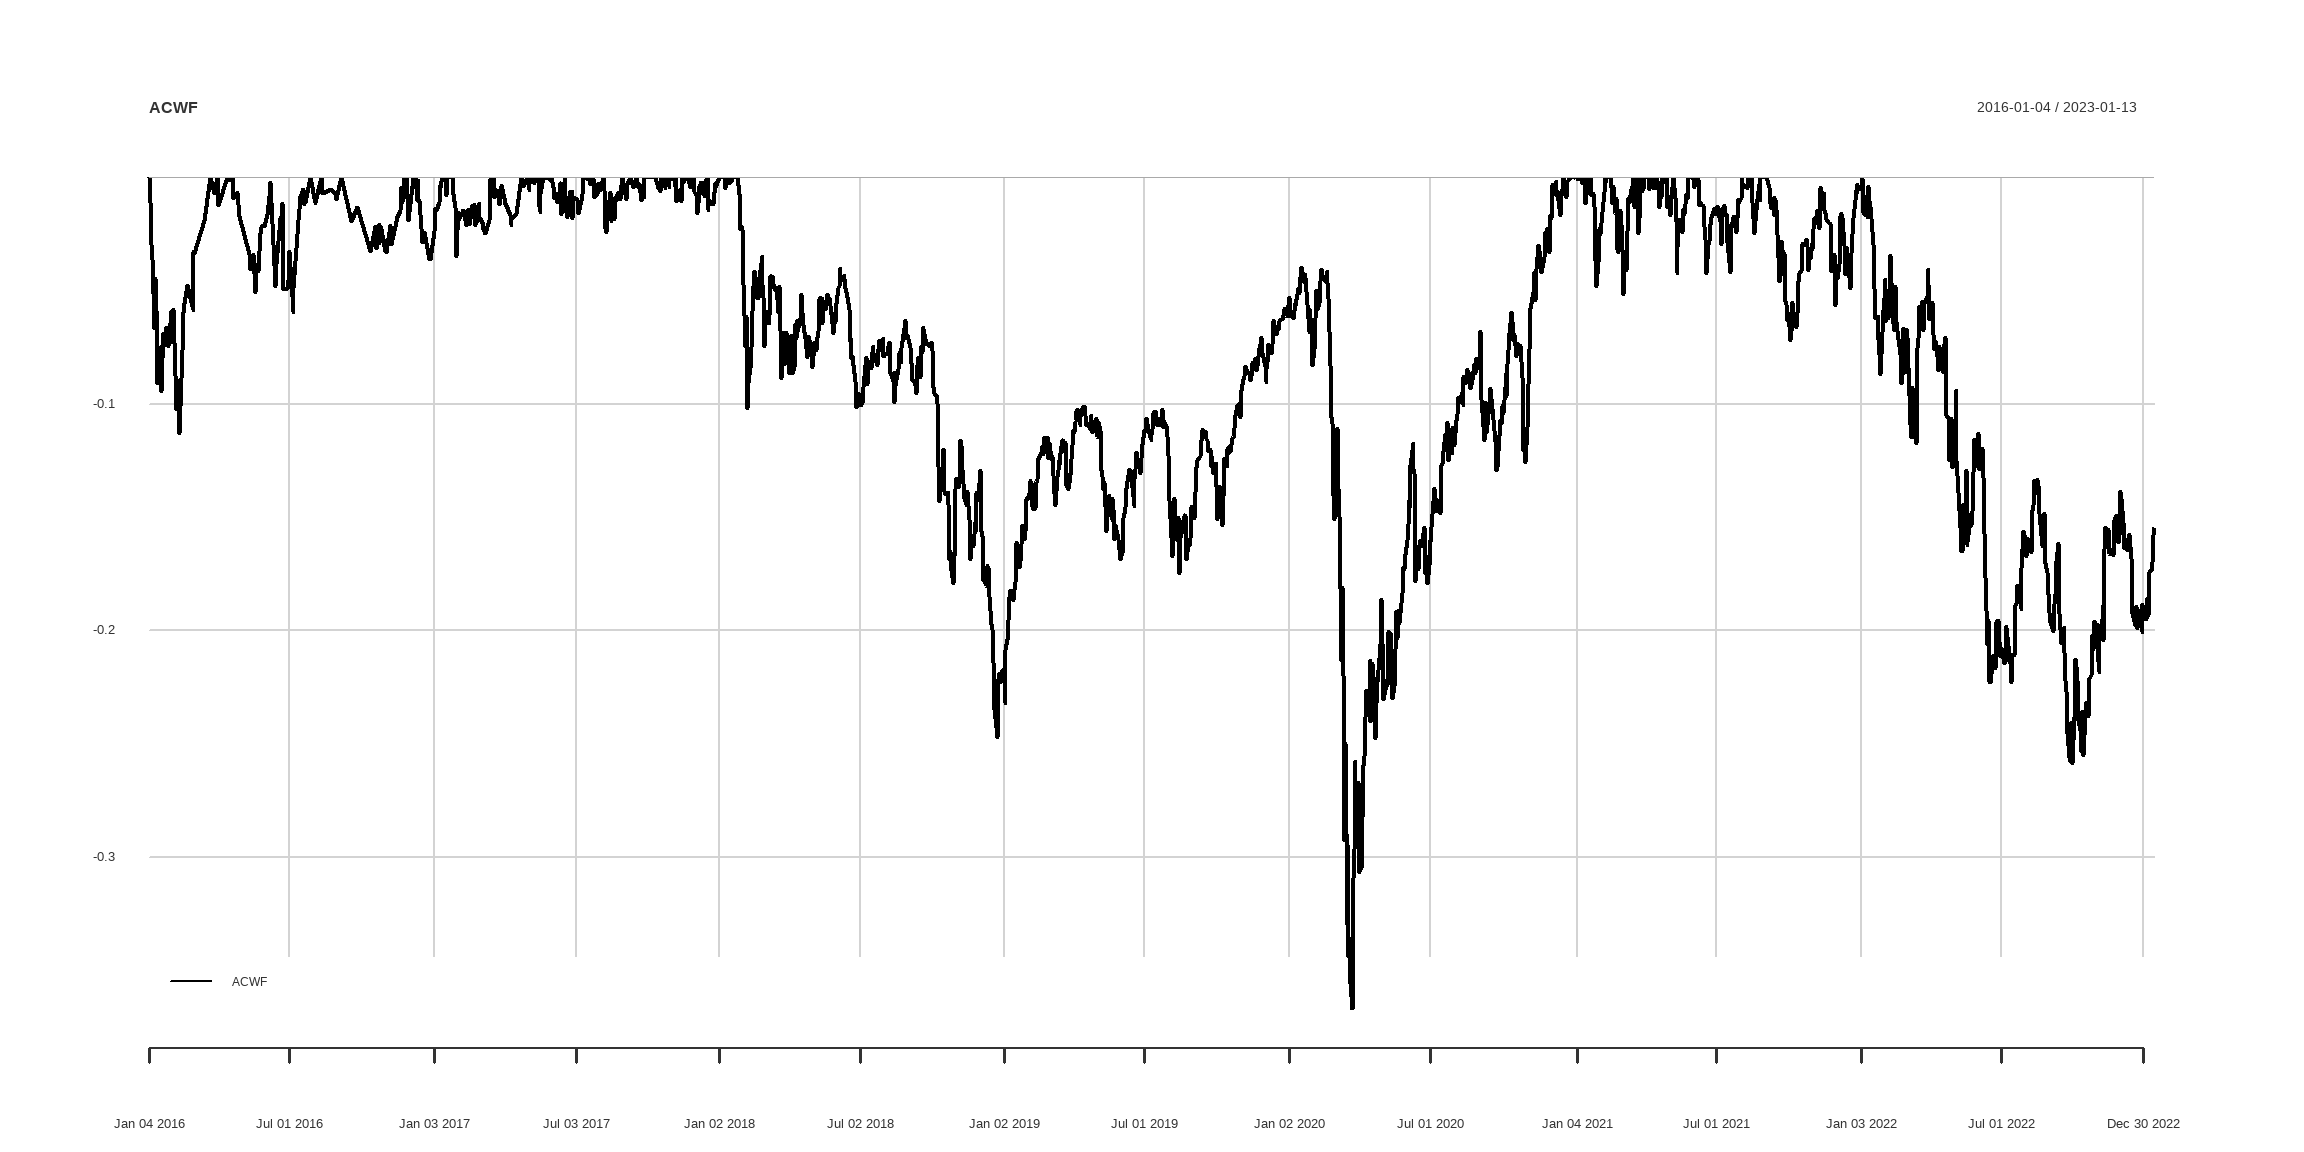 ACWF
2016-01-04 / 2023-01-13
-0.1
-0.2
-0.3
ACWF
Jan 04 2016
Jul 01 2016
Jan 03 2017
Jul 03 2017
Jan 02 2018
Jul 02 2018
Jan 02 2019
Jul 01 2019
Jan 02 2020
Jul 01 2020
Jan 04 2021
Jul 01 2021
Jan 03 2022
Jul 01 2022
Dec 30 2022